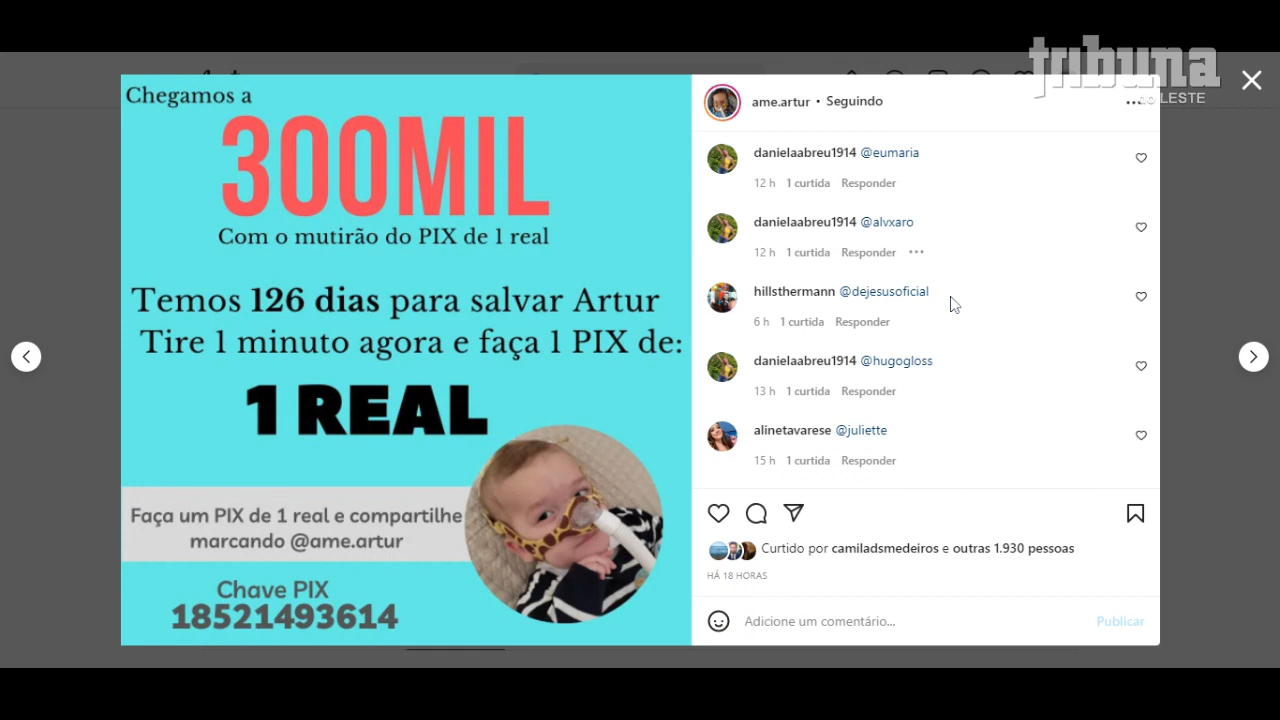 tribuna
LESTE
Chegamos a
300MIL
Com o mutirão do PIX de 1 real
Temos 126 dias para salvar Artur
Tire 1 minuto agora e faça 1 PIX de:
1 REAL
Faça um PIX de 1 real e compartilhe
marcando @ame.artur
Chave PIX
18521493614
ame.artur • Seguindo
danielaabreu1914 @eumaria
12 h 1 curtida Responder
danielaabreu1914 @alvxaro
12 h 1 curtida Responder
hillsthermann @dejesusoficial
6 h 1 curtida Responder
danielaabreu1914 @hugogloss
13 h 1 curtida Responder
alinetavarese @juliette
15 h 1 curtida Responder
Curtido por camiladsmedeiros e outras 1.930 pessoas
HÁ 18 HORAS
Adicione um comentário... Publicar